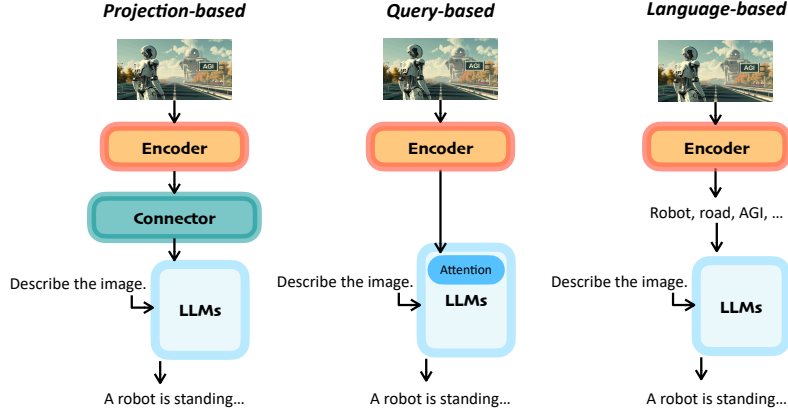 Projection-based
Query-based
Language-based
AGI
AGI
AGI
Encoder
Encoder
Encoder
Connector
Robot, road, AGI, ...
Attention
Describe the image.
LLMs
Describe the image.
LLMs
Describe the image.
LLMs
A robot is standing...
A robot is standing...
A robot is standing...